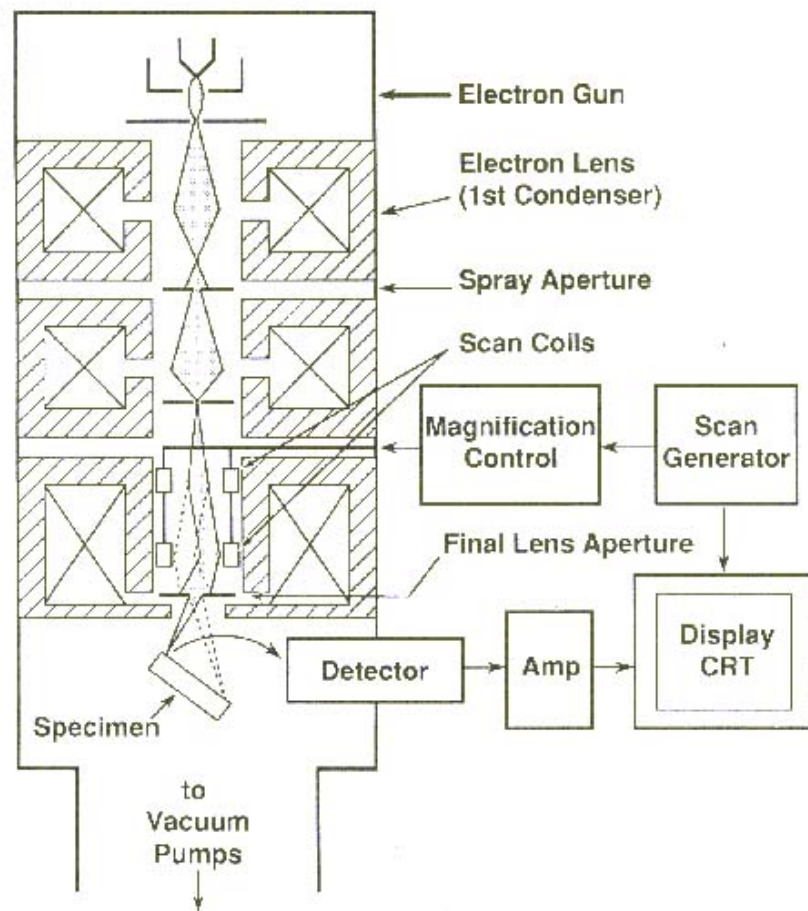 Electron Gun
Electron Lens
(1st Condenser)
Spray Aperture
Scan Coils
Magnification
Control
Scan
Generator
Final Lens Aperture
Display
CRT
Detector
Amp
Specimen
to
Vacuum
Pumps